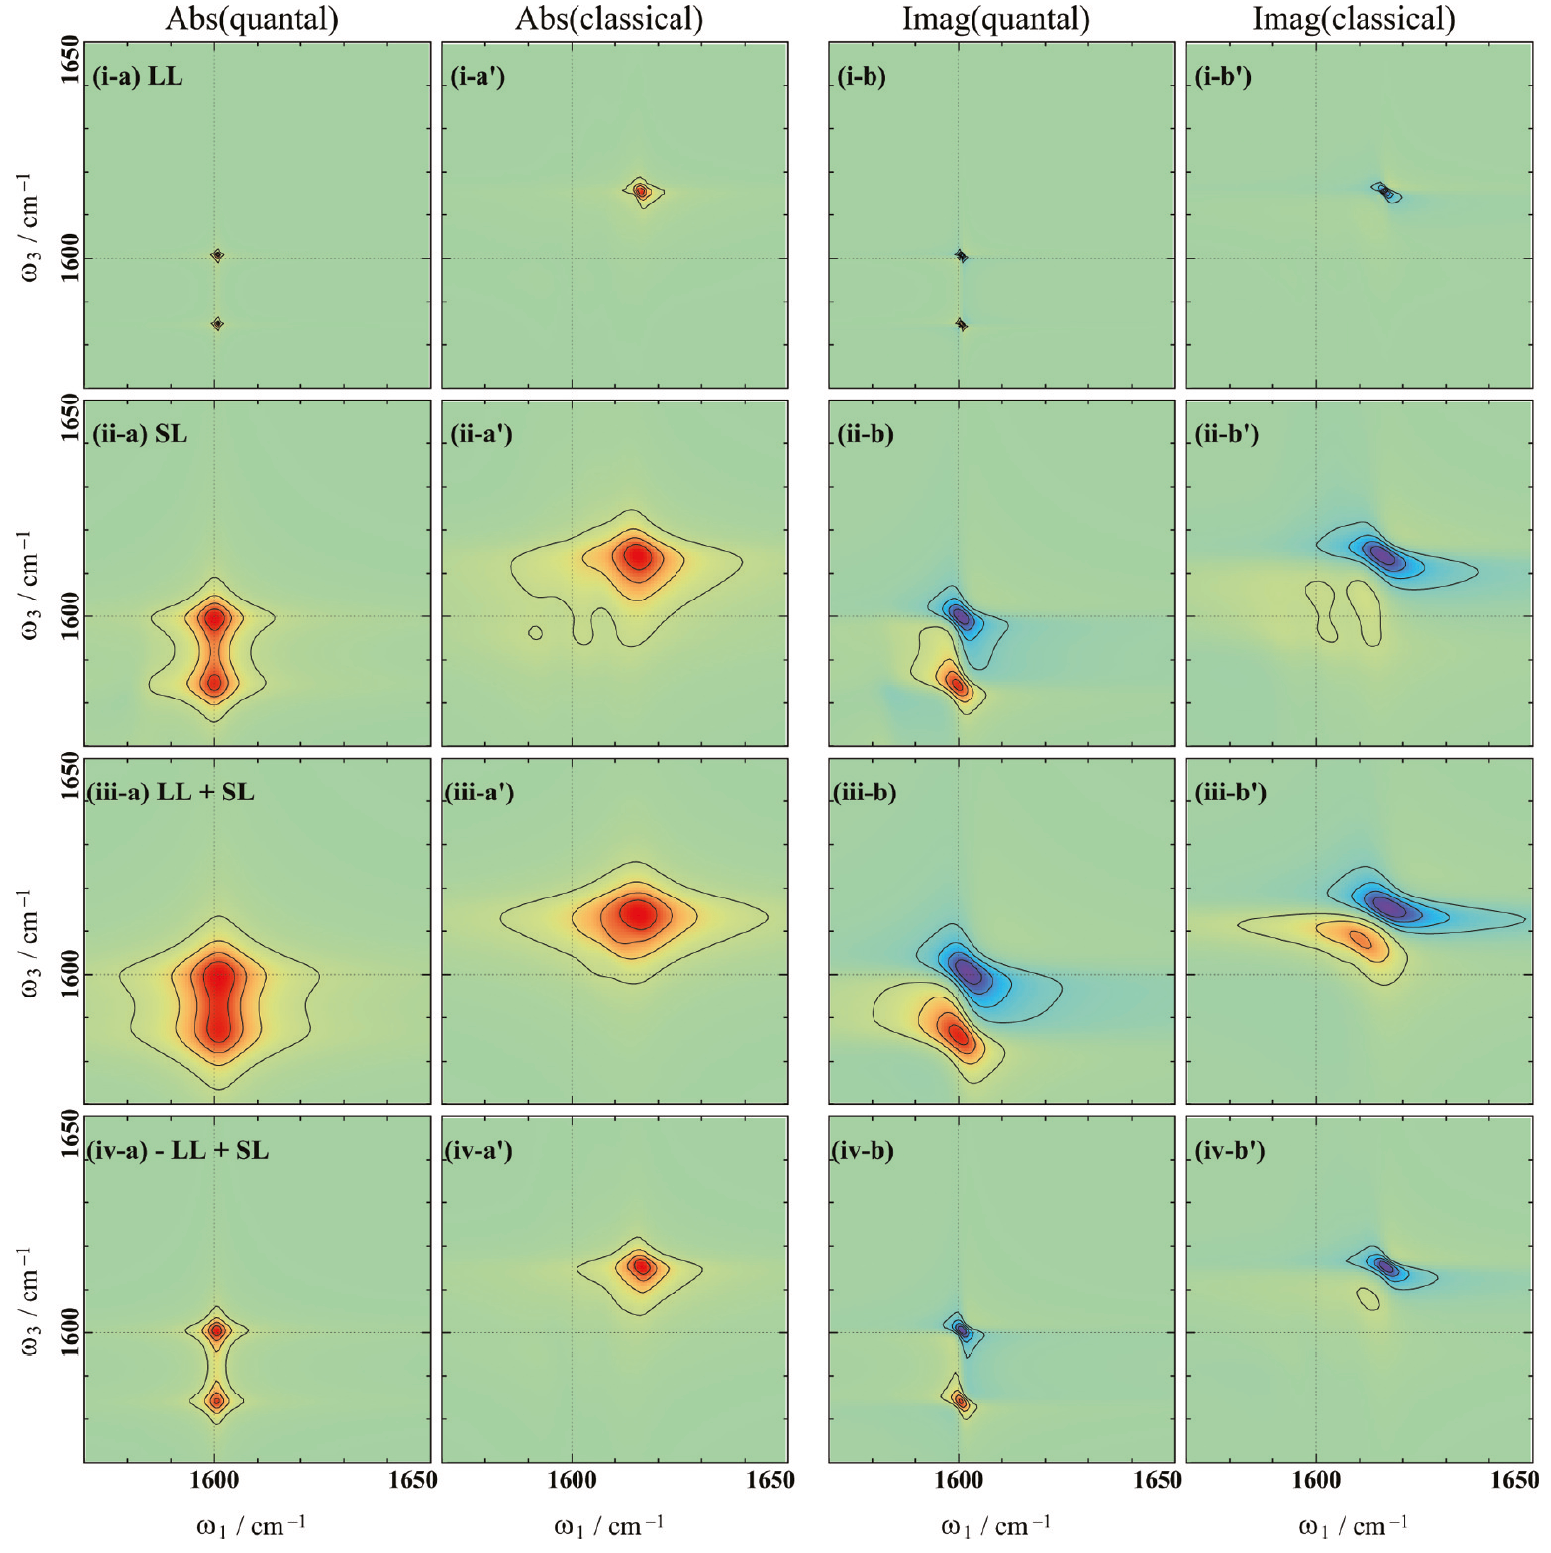 Abs(quantal) Abs(classical) Imag(quantal) Imag(classical)
(i-a) LL (i-a') (i-b) (i-b')
1650
1600
ω3 / cm−1
(ii-a) SL (ii-a') (ii-b) (ii-b')
1650
1600
ω3 / cm−1
(iii-a) LL + SL (iii-a') (iii-b) (iii-b')
1650
1600
ω3 / cm−1
(iv-a) - LL + SL (iv-a') (iv-b) (iv-b')
1650
1600
ω3 / cm−1
1600 1650 1600 1650 1600 1650 1600 1650
ω1 / cm−1 ω1 / cm−1 ω1 / cm−1 ω1 / cm−1